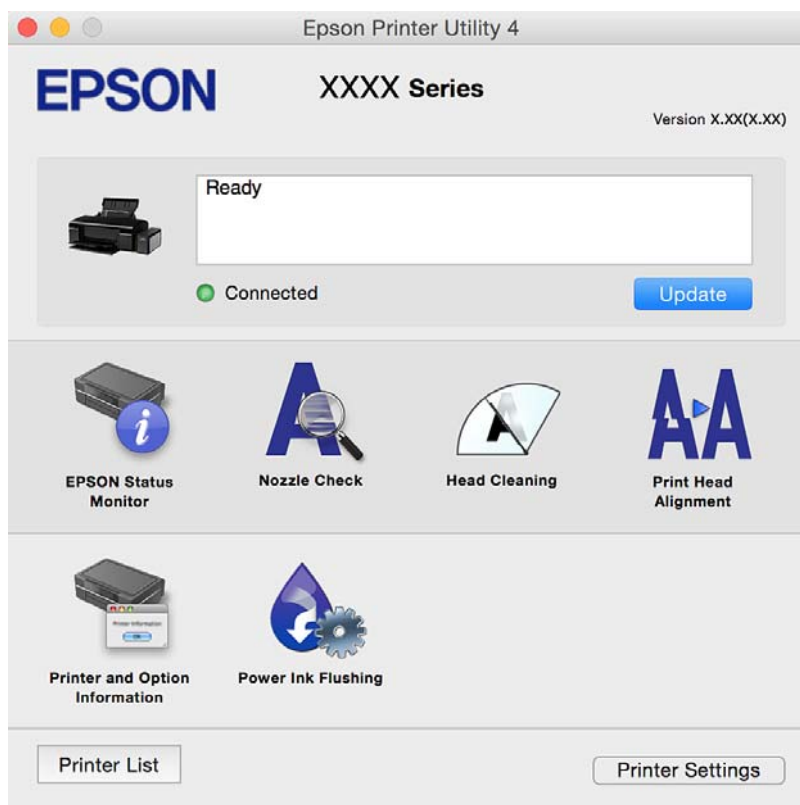 Epson Printer Utility 4
EPSON
XXXX Series
Version X.XX(X.XX)
Ready
Connected
Update
EPSON Status
Monitor
Nozzle Check
Head Cleaning
Print Head
Alignment
Printer and Option
Information
Power Ink Flushing
Printer List
Printer Settings